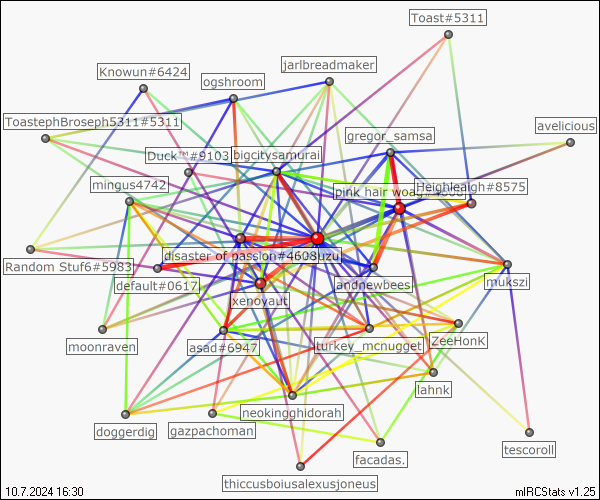 Toast#5311
jarlbreadmaker
Knowun#6424
ogshroom
ToastephBroseph5311#5311
avelicious
gregor_samsa
Duck™#9103
bigcitysamurai
mingus4742
pink hair woag
Heighleaigh#8575
disaster of passion#4608
uzu
Random Stuf6#5983
default#0617
andnewbees
mukszi
xenoyaut
moonraven
asad#6947
turkey_mcnugget
ZeeHonK
lahnk
neokingghidorah
doggerdig
gazpachoman
tescoroll
facadas.
thiccusboiusalexusjoneus
10.7.2024 16:30
mIRCStats v1.25